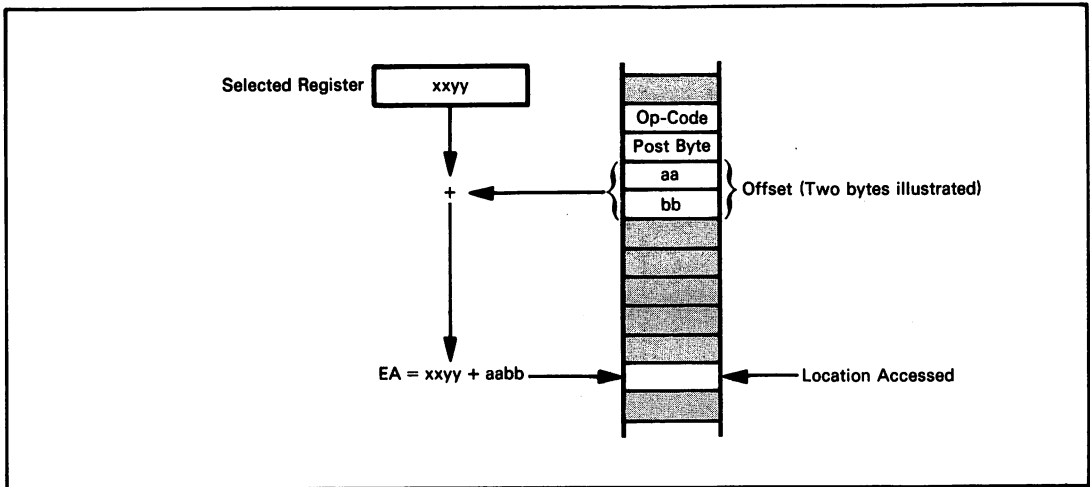 Selected Register
xxyy
Op-Code
Post Byte
aa
+
Offset (Two bytes illustrated)
bb
EA = xxyy + aabb
Location Accessed